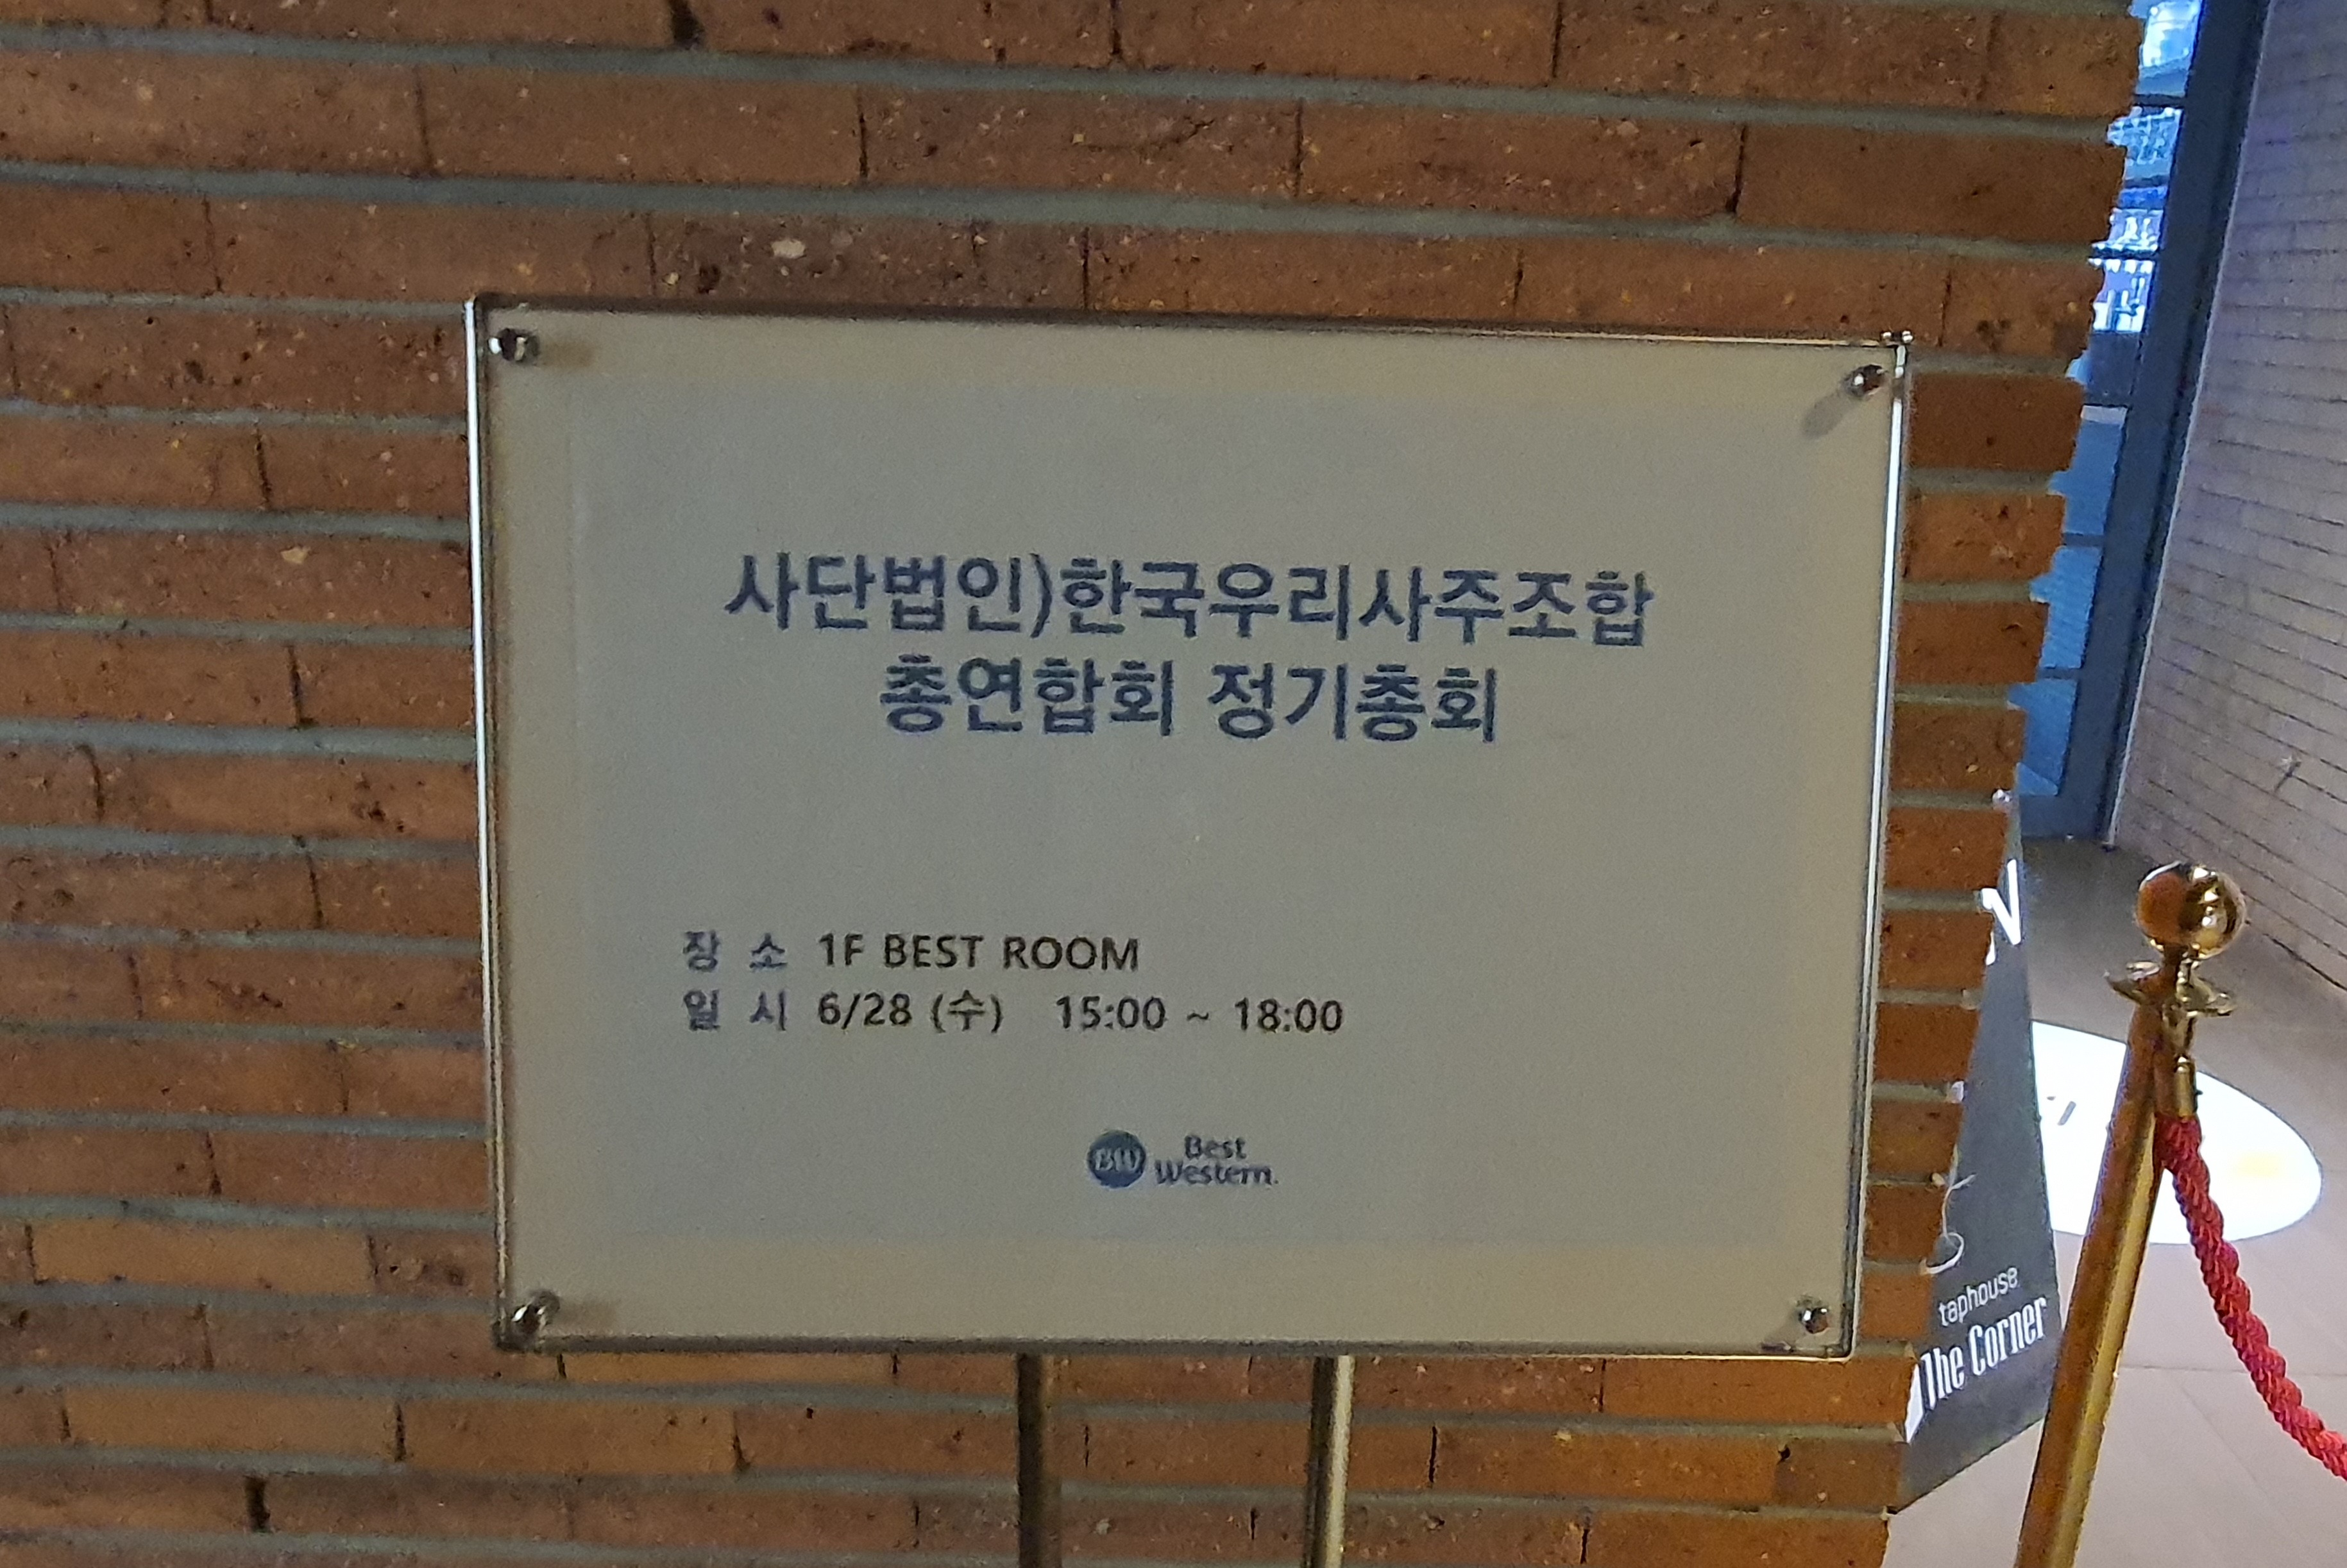 사단법인)한국우리사주조합
총연합회 정기총회
장 소 1F BEST ROOM
일 시 6/28 (수) 15:00 ~ 18:00
BW Best
Western.
taphouse
The Corner